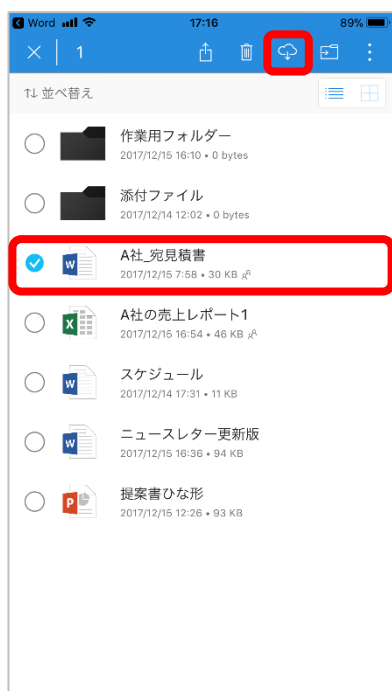 Word 17:16 89%
1
↑↓ 並べ替え
作業用フォルダー
2017/12/15 16:10 • 0 bytes
添付ファイル
2017/12/14 12:02 • 0 bytes
A社_宛見積書
2017/12/15 7:58 • 30 KB
A社の売上レポート1
2017/12/15 16:54 • 46 KB
スケジュール
2017/12/14 17:31 • 11 KB
ニュースレター更新版
2017/12/15 16:36 • 94 KB
提案書ひな形
2017/12/15 12:26 • 93 KB